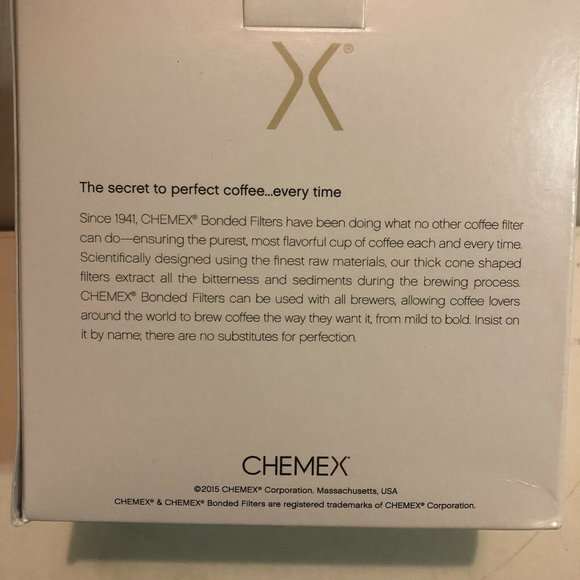 X®
The secret to perfect coffee...every time
Since 1941, CHEMEX® Bonded Filters have been doing what no other coffee filter
can do—ensuring the purest, most flavorful cup of coffee each and every time.
Scientifically designed using the finest raw materials, our thick cone shaped
filters extract all the bitterness and sediments during the brewing process.
CHEMEX® Bonded Filters can be used with all brewers, allowing coffee lovers
around the world to brew coffee the way they want it, from mild to bold. Insist on
it by name; there are no substitutes for perfection.
CHEMEX
©2015 CHEMEX® Corporation. Massachusetts, USA
CHEMEX® & CHEMEX® Bonded Filters are registered trademarks of CHEMEX® Corporation.